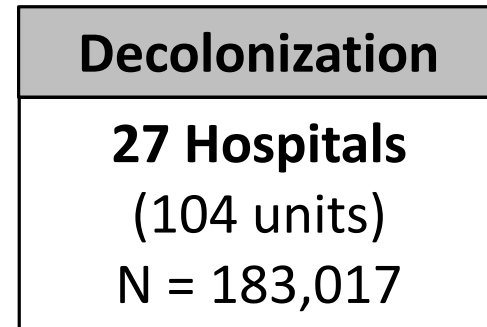 Decolonization
27 Hospitals
(104 units)
N = 183,017